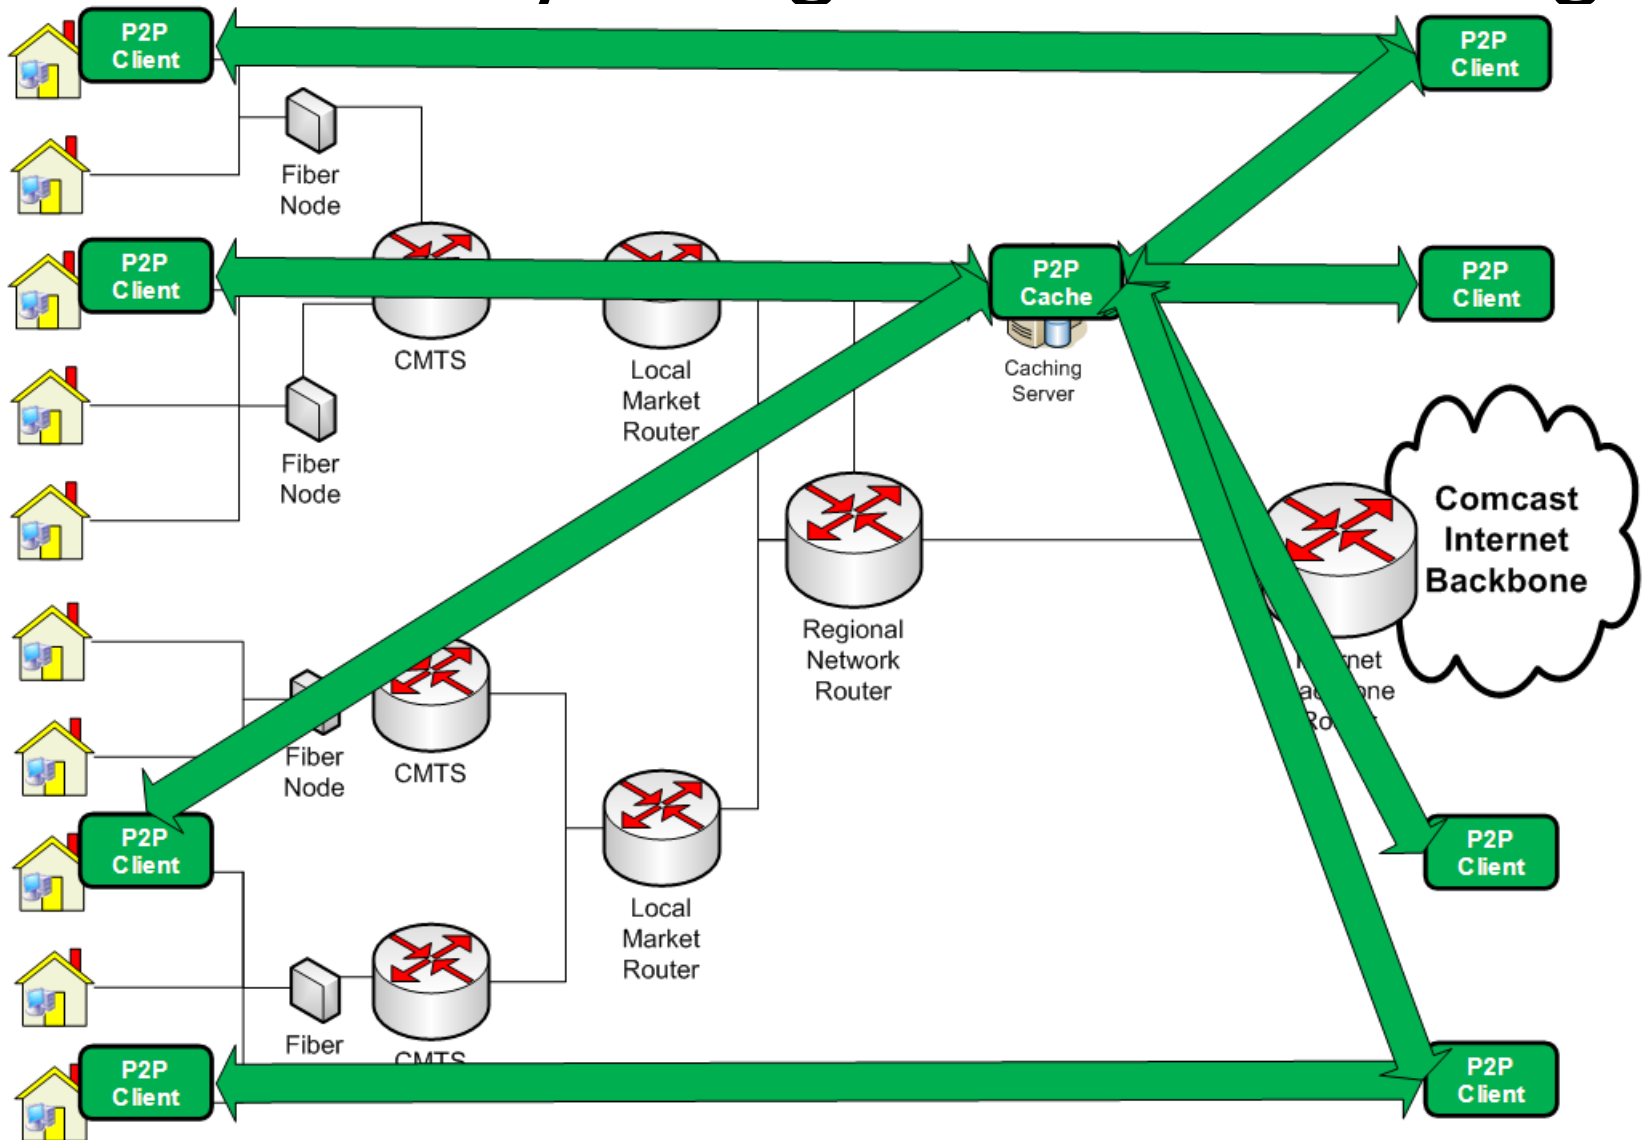 P2P
Client
P2P
Client
Fiber
Node
P2P
Client
P2P
Cache
P2P
Client
CMTS
Local
Market
Router
Caching
Server
Fiber
Node
Comcast
Internet
Backbone
Regional
Network
Router
Fiber
Node
CMTS
P2P
Client
P2P
Client
Local
Market
Router
Fiber
CMTS
P2P
Client
P2P
Client